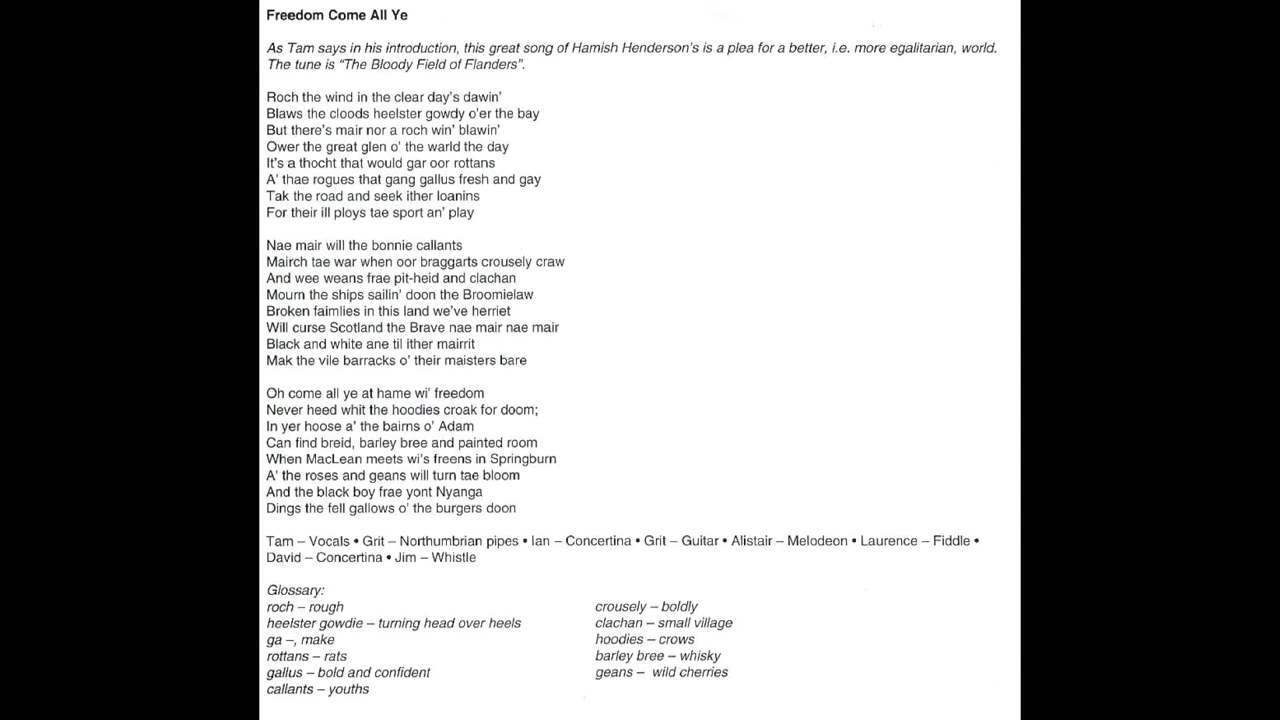 Freedom Come All Ye
As Tam says in his introduction, this great song of Hamish Henderson's is a plea for a better, i.e. more egalitarian, world.
The tune is “The Bloody Field of Flanders”.
Roch the wind in the clear day's dawin'
Blaws the cloods heelster gowdy o'er the bay
But there's mair nor a roch win' blawin'
Ower the great glen o' the warld the day
It's a thocht that would gar oor rottans
A' thae rogues that gang gallus fresh and gay
Tak the road and seek ither loanins
For their ill ploys tae sport an' play
Nae mair will the bonnie callants
Mairch tae war when oor braggarts crousely craw
And wee weans frae pit-heid and clachan
Mourn the ships sailin' doon the Broomielaw
Broken faimlies in this land we've herriet
Will curse Scotland the Brave nae mair nae mair
Black and white ane til ither mairrit
Mak the vile barracks o' their maisters bare
Oh come all ye at hame wi' freedom
Never heed whit the hoodies croak for doom;
In yer hoose a' the bairns o' Adam
Can find breid, barley bree and painted room
When MacLean meets wi's freens in Springburn
A' the roses and geans will turn tae bloom
And the black boy frae yont Nyanga
Dings the fell gallows o' the burgers doon
Tam – Vocals • Grit – Northumbrian pipes • Ian – Concertina • Grit – Guitar • Alistair – Melodeon • Laurence – Fiddle •
David – Concertina • Jim – Whistle
Glossary:
roch – rough
heelster gowdie – turning head over heels
ga –, make
rottans – rats
gallus – bold and confident
callants – youths
crousely – boldly
clachan – small village
hoodies – crows
barley bree – whisky
geans – wild cherries